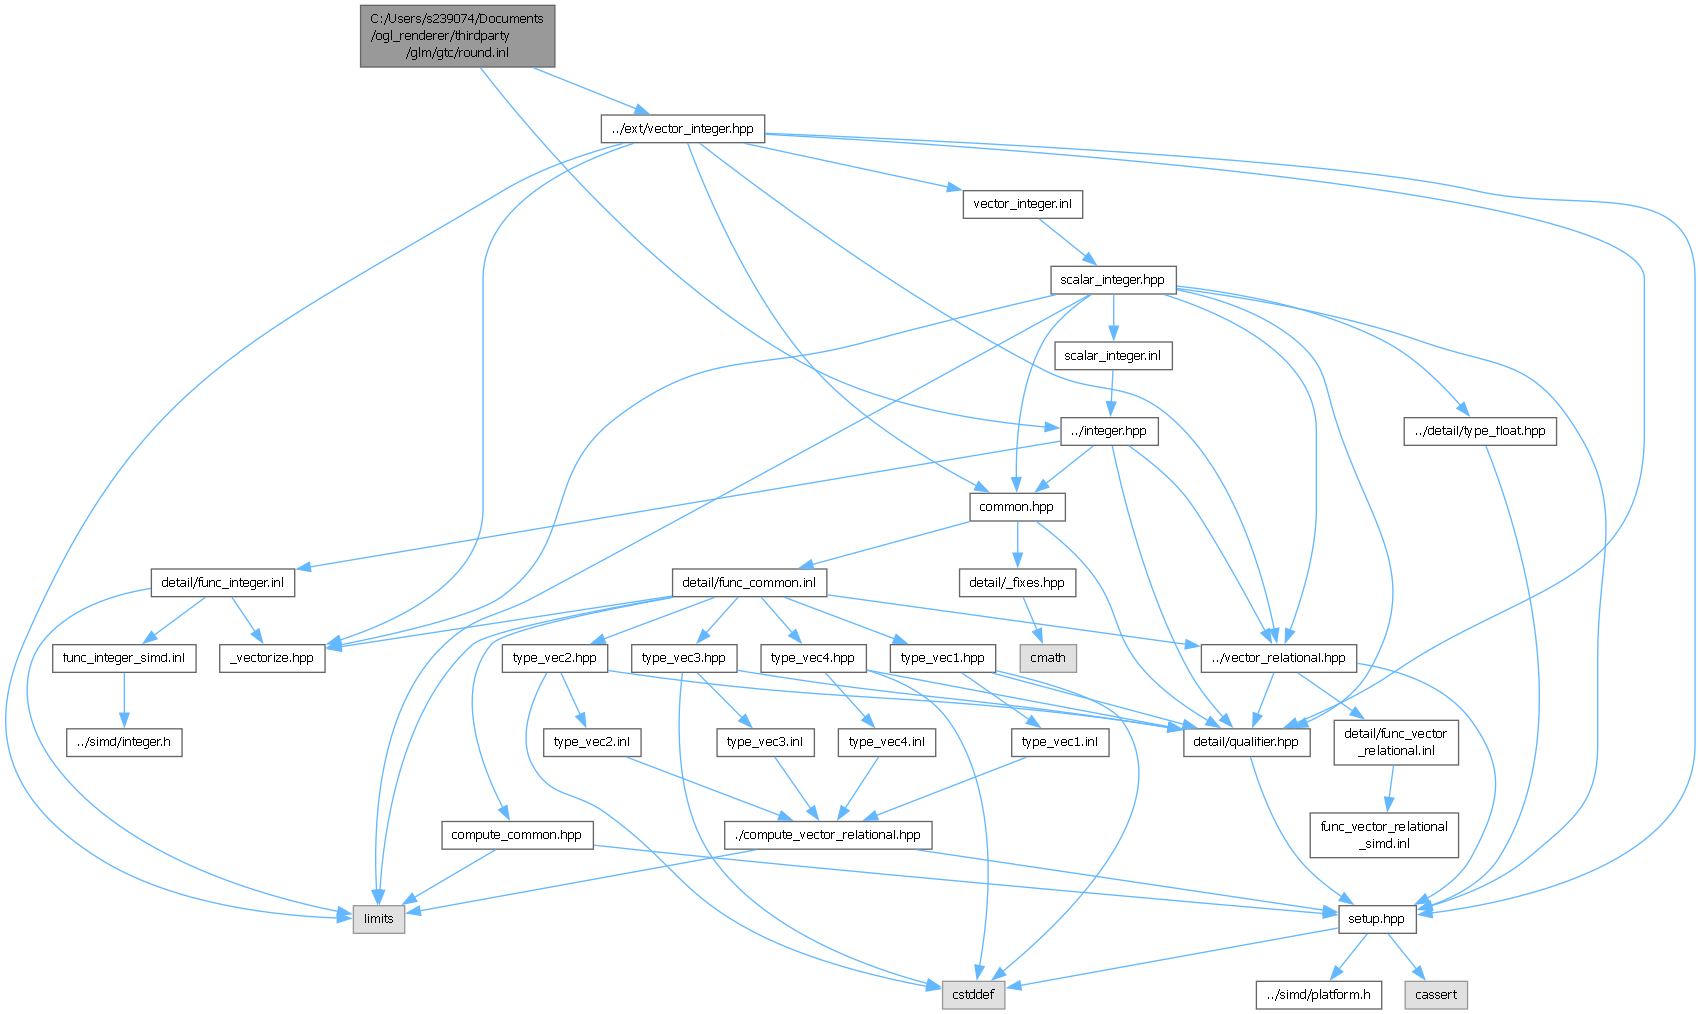 C:/Users/s239074/Documents
/ogl_renderer/thirdparty
/glm/gtc/round.inl
../ext/vector_integer.hpp
vector_integer.inl
scalar_integer.hpp
scalar_integer.inl
../integer.hpp
../detail/type_float.hpp
common.hpp
detail/func_integer.inl
detail/func_common.inl
detail/_fixes.hpp
func_integer_simd.inl
_vectorize.hpp
type_vec2.hpp
type_vec3.hpp
type_vec4.hpp
type_vec1.hpp
cmath
../vector_relational.hpp
../simd/integer.h
type_vec2.inl
type_vec3.inl
type_vec4.inl
type_vec1.inl
detail/qualifier.hpp
detail/func_vector
_relational.inl
compute_common.hpp
./compute_vector_relational.hpp
func_vector_relational
_simd.inl
limits
setup.hpp
cstddef
../simd/platform.h
cassert